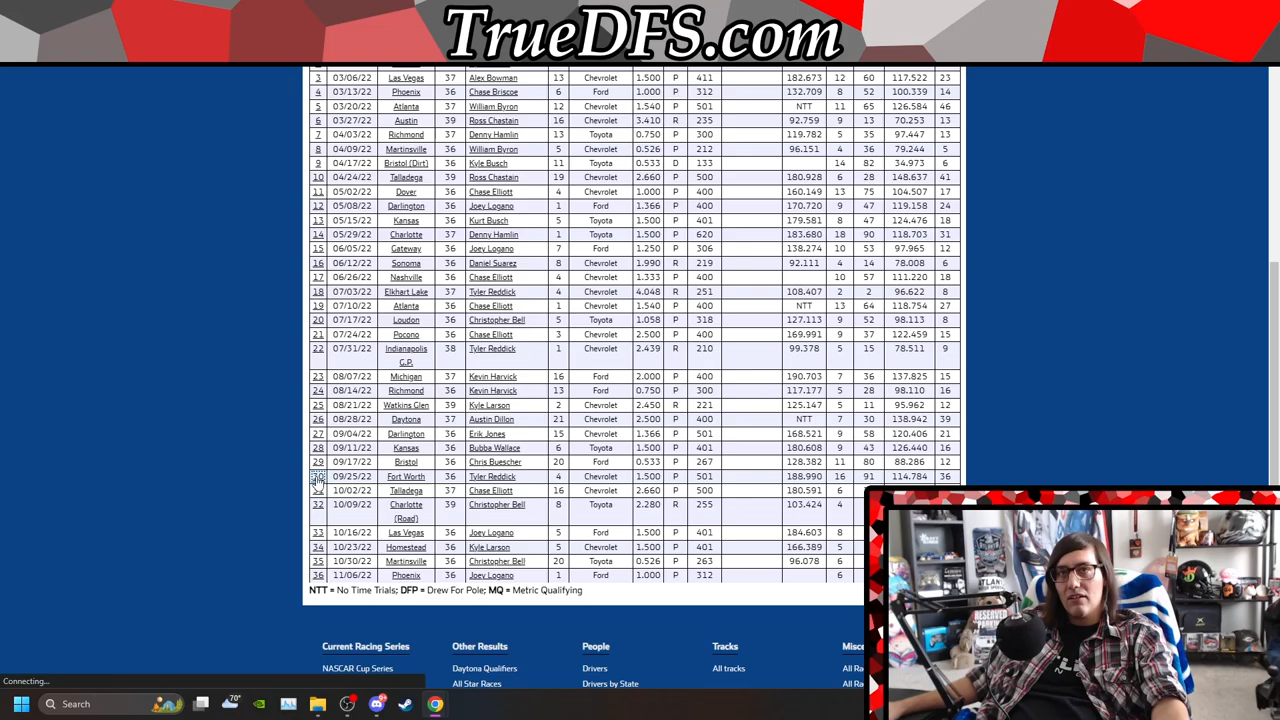 TrueDFS.com
3 03/06/22 Las Vegas 37 Alex Bowman 13 Chevrolet 1.500 P 411 182.673 12 60 117.522 23
4 03/13/22 Phoenix 36 Chase Briscoe 6 Ford 1.000 P 312 132.709 8 52 100.339 14
5 03/20/22 Atlanta 37 William Byron 12 Chevrolet 1.540 P 501 NTT 11 65 126.584 46
6 03/27/22 Austin 39 Ross Chastain 16 Chevrolet 3.410 R 235 92.759 9 13 70.253 13
7 04/03/22 Richmond 37 Denny Hamlin 13 Toyota 0.750 P 300 119.782 5 35 97.447 13
8 04/09/22 Martinsville 36 William Byron 5 Chevrolet 0.526 P 212 96.151 4 36 79.244 5
9 04/17/22 Bristol (Dirt) 36 Kyle Busch 11 Toyota 0.533 D 133 14 82 34.973 6
10 04/24/22 Talladega 39 Ross Chastain 19 Chevrolet 2.660 P 500 180.928 6 28 148.637 41
11 05/02/22 Dover 36 Chase Elliott 4 Chevrolet 1.000 P 400 160.149 13 75 104.507 17
12 05/08/22 Darlington 36 Joey Logano 1 Ford 1.366 P 400 170.720 9 47 119.158 24
13 05/15/22 Kansas 36 Kurt Busch 5 Toyota 1.500 P 401 179.581 8 47 124.476 18
14 05/29/22 Charlotte 37 Denny Hamlin 1 Toyota 1.500 P 620 183.680 18 90 118.703 31
15 06/05/22 Gateway 36 Joey Logano 7 Ford 1.250 P 306 138.274 10 53 97.965 12
16 06/12/22 Sonoma 36 Daniel Suarez 8 Chevrolet 1.990 R 219 92.111 4 14 78.008 6
17 06/26/22 Nashville 36 Chase Elliott 4 Chevrolet 1.333 P 400 10 57 111.220 18
18 07/03/22 Elkhart Lake 37 Tyler Reddick 4 Chevrolet 4.048 R 251 108.407 2 2 96.622 8
19 07/10/22 Atlanta 36 Chase Elliott 1 Chevrolet 1.540 P 400 NTT 13 64 118.754 27
20 07/17/22 Loudon 36 Christopher Bell 5 Toyota 1.058 P 318 127.113 9 52 98.113 8
21 07/24/22 Pocono 36 Chase Elliott 3 Chevrolet 2.500 P 400 169.991 9 37 122.459 15
22 07/31/22 Indianapolis G.P. 38 Tyler Reddick 1 Chevrolet 2.439 R 210 99.378 5 15 78.511 9
23 08/07/22 Michigan 37 Kevin Harvick 16 Ford 2.000 P 400 190.703 7 36 137.825 15
24 08/14/22 Richmond 36 Kevin Harvick 13 Ford 0.750 P 300 117.177 5 28 98.110 16
25 08/21/22 Watkins Glen 39 Kyle Larson 2 Chevrolet 2.450 R 221 125.147 5 11 95.962 12
26 08/28/22 Daytona 37 Austin Dillon 21 Chevrolet 2.500 P 400 NTT 7 30 138.942 39
27 09/04/22 Darlington 36 Erik Jones 15 Chevrolet 1.366 P 501 168.521 9 58 120.406 21
28 09/11/22 Kansas 36 Bubba Wallace 6 Toyota 1.500 P 401 180.608 9 43 126.440 16
29 09/17/22 Bristol 36 Chris Buescher 20 Ford 0.533 P 267 128.382 11 80 88.286 12
09/25/22 Fort Worth 36 Tyler Reddick 4 Chevrolet 1.500 P 501 188.990 16 91 114.784 36
10/02/22 Talladega 37 Chase Elliott 16 Chevrolet 2.660 P 500 180.591 6
32 10/09/22 Charlotte (Road) 39 Christopher Bell 8 Toyota 2.280 R 255 103.424 4
33 10/16/22 Las Vegas 36 Joey Logano 5 Ford 1.500 P 401 184.603 8
34 10/23/22 Homestead 36 Kyle Larson 5 Chevrolet 1.500 P 401 166.389 5
35 10/30/22 Martinsville 36 Christopher Bell 20 Toyota 0.526 P 263 96.078 6
36 11/06/22 Phoenix 36 Joey Logano 1 Ford 1.000 P 312 6
NTT = No Time Trials; DFP = Drew For Pole; MQ = Metric Qualifying
Current Racing Series Other Results People Tracks
NASCAR Cup Series Daytona Qualifiers Drivers All tracks
All Star Races Drivers by State
Connecting...
Search
70°